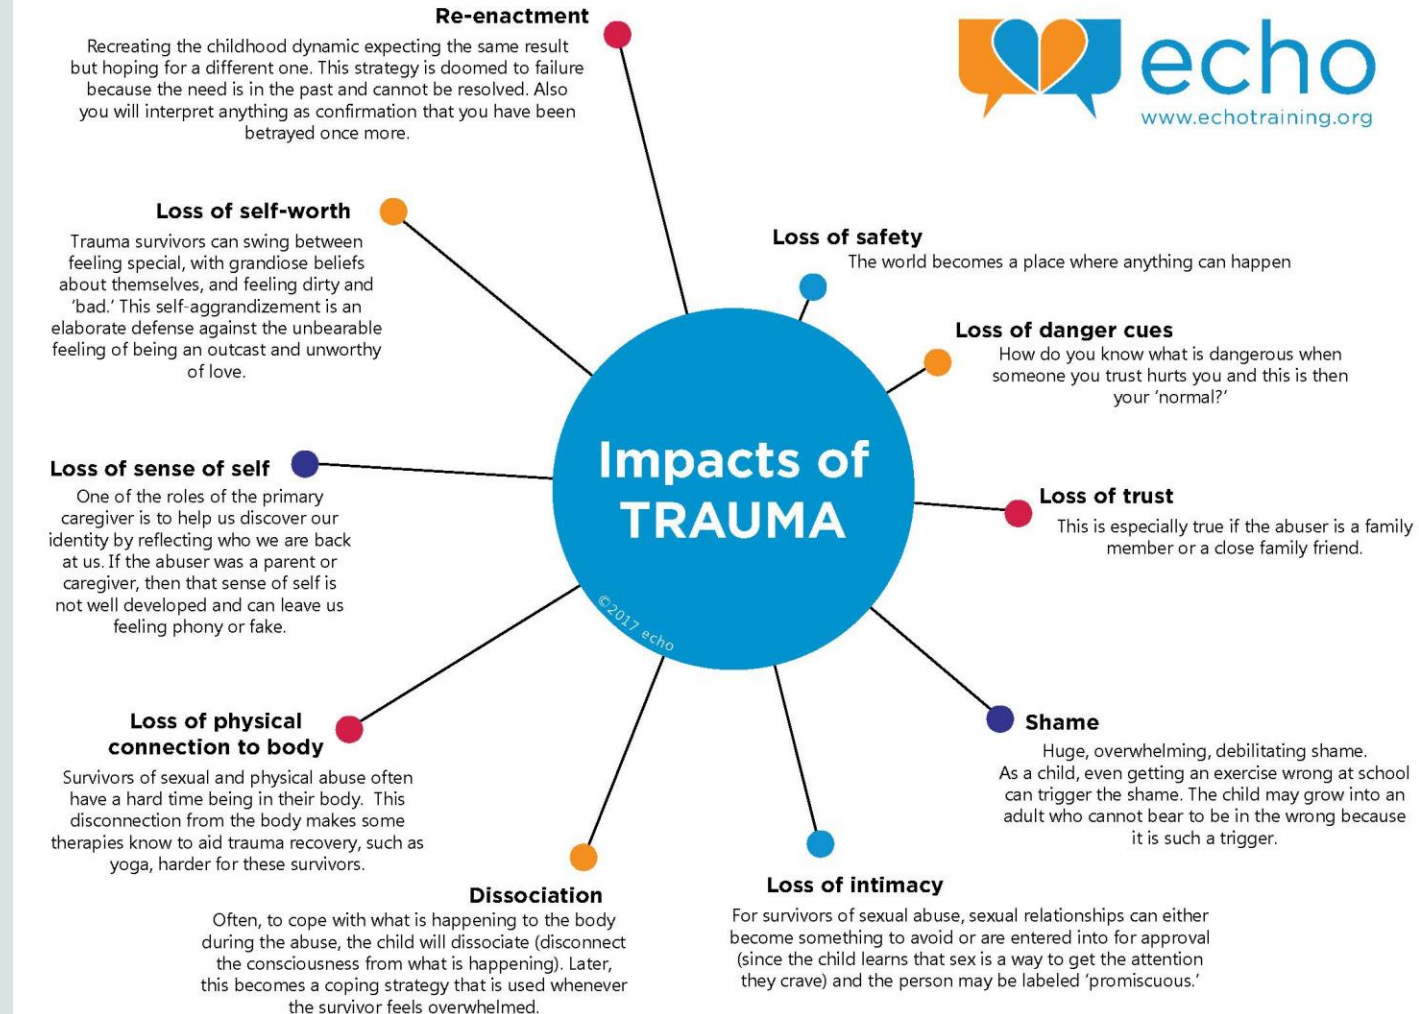 Re-enactment
Recreating the childhood dynamic expecting the same result
but hoping for a different one. This strategy is doomed to failure
because the need is in the past and cannot be resolved. Also
you will interpret anything as confirmation that you have been
betrayed once more.
echo
www.echotraining.org
Loss of self-worth
Trauma survivors can swing between
feeling special, with grandiose beliefs
about themselves, and feeling dirty and
‘bad.’ This self-aggrandizement is an
elaborate defense against the unbearable
feeling of being an outcast and unworthy
of love.
Loss of safety
The world becomes a place where anything can happen
Loss of danger cues
How do you know what is dangerous when
someone you trust hurts you and this is then
your ‘normal?’
Impacts of
TRAUMA
©2017 echo
Loss of sense of self
One of the roles of the primary
caregiver is to help us discover our
identity by reflecting who we are back
at us. If the abuser was a parent or
caregiver, then that sense of self is
not well developed and can leave us
feeling phony or fake.
Loss of trust
This is especially true if the abuser is a family
member or a close family friend.
Loss of physical
connection to body
Survivors of sexual and physical abuse often
have a hard time being in their body. This
disconnection from the body makes some
therapies know to aid trauma recovery, such as
yoga, harder for these survivors.
Shame
Huge, overwhelming, debilitating shame.
As a child, even getting an exercise wrong at school
can trigger the shame. The child may grow into an
adult who cannot bear to be in the wrong because
it is such a trigger.
Dissociation
Often, to cope with what is happening to the body
during the abuse, the child will dissociate (disconnect
the consciousness from what is happening). Later,
this becomes a coping strategy that is used whenever
the survivor feels overwhelmed.
Loss of intimacy
For survivors of sexual abuse, sexual relationships can either
become something to avoid or are entered into for approval
(since the child learns that sex is a way to get the attention
they crave) and the person may be labeled ‘promiscuous.’